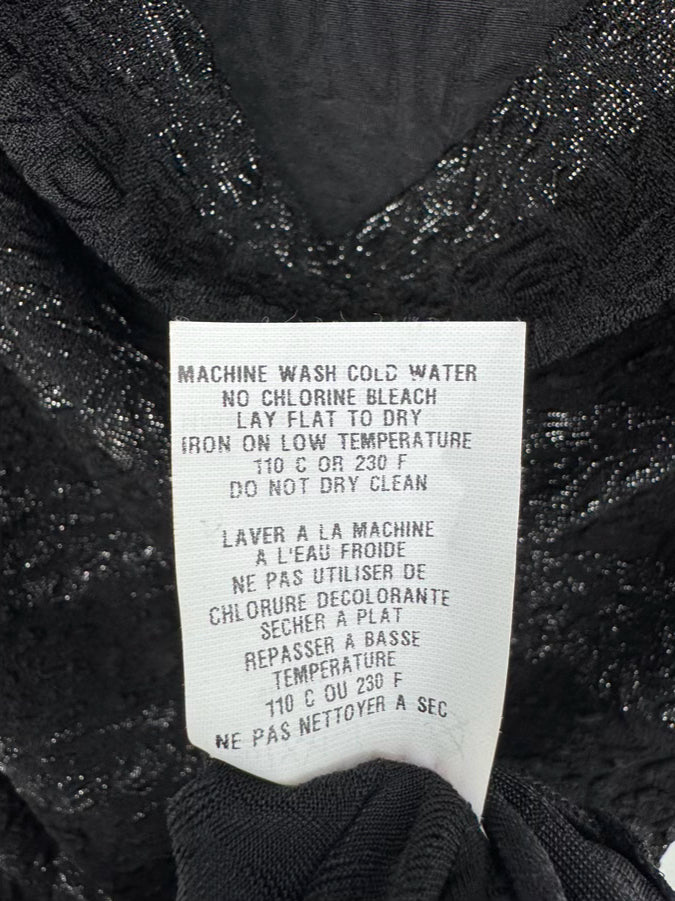 MACHINE WASH COLD WATER
NO CHLORINE BLEACH
LAY FLAT TO DRY
IRON ON LOW TEMPERATURE
110 C OR 230 F
DO NOT DRY CLEAN
LAVER A LA MACHINE
A L'EAU FROIDE
NE PAS UTILISER DE
CHLORURE DECOLORANTE
SECHER A PLAT
REPASSER A BASSE
TEMPERATURE
110 C OU 230 F
NE PAS NETTOYER A SEC